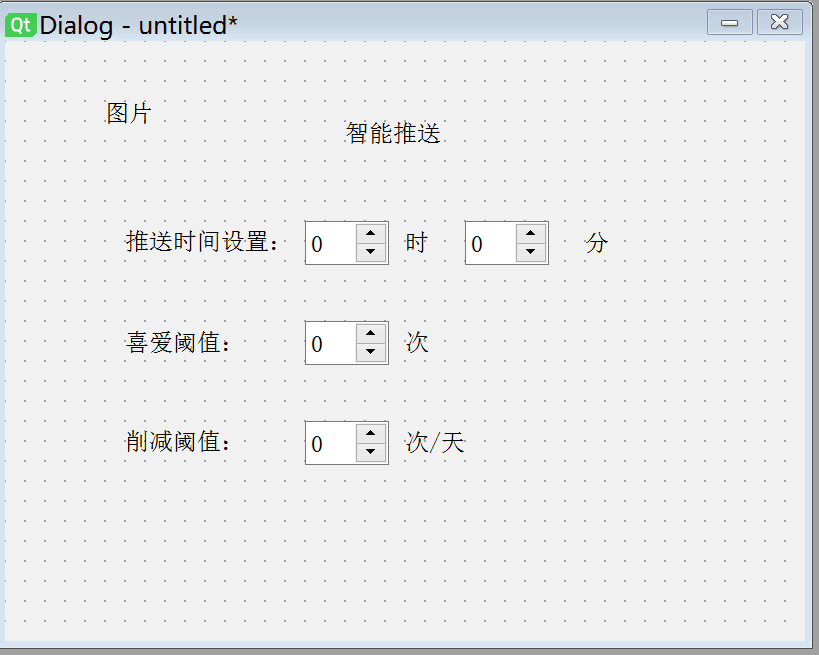 Qt Dialog - untitled*
图片
智能推送
推送时间设置： 0 时 0 分
喜爱阈值： 0 次
削减阈值： 0 次/天